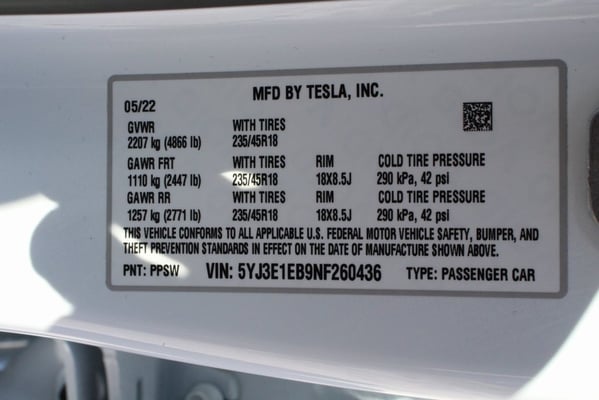 MFD BY TESLA, INC.
05/22
GVWR WITH TIRES
2207 kg (4866 lb) 235/45R18
GAWR FRT WITH TIRES RIM COLD TIRE PRESSURE
1110 kg (2447 lb) 235/45R18 18X8.5J 290 kPa, 42 psi
GAWR RR WITH TIRES RIM COLD TIRE PRESSURE
1257 kg (2771 lb) 235/45R18 18X8.5J 290 kPa, 42 psi
THIS VEHICLE CONFORMS TO ALL APPLICABLE U.S. FEDERAL MOTOR VEHICLE SAFETY, BUMPER, AND
THEFT PREVENTION STANDARDS IN EFFECT ON THE DATE OF MANUFACTURE SHOWN ABOVE.
PNT: PPSW VIN: 5YJ3E1EB9NF260436 TYPE: PASSENGER CAR